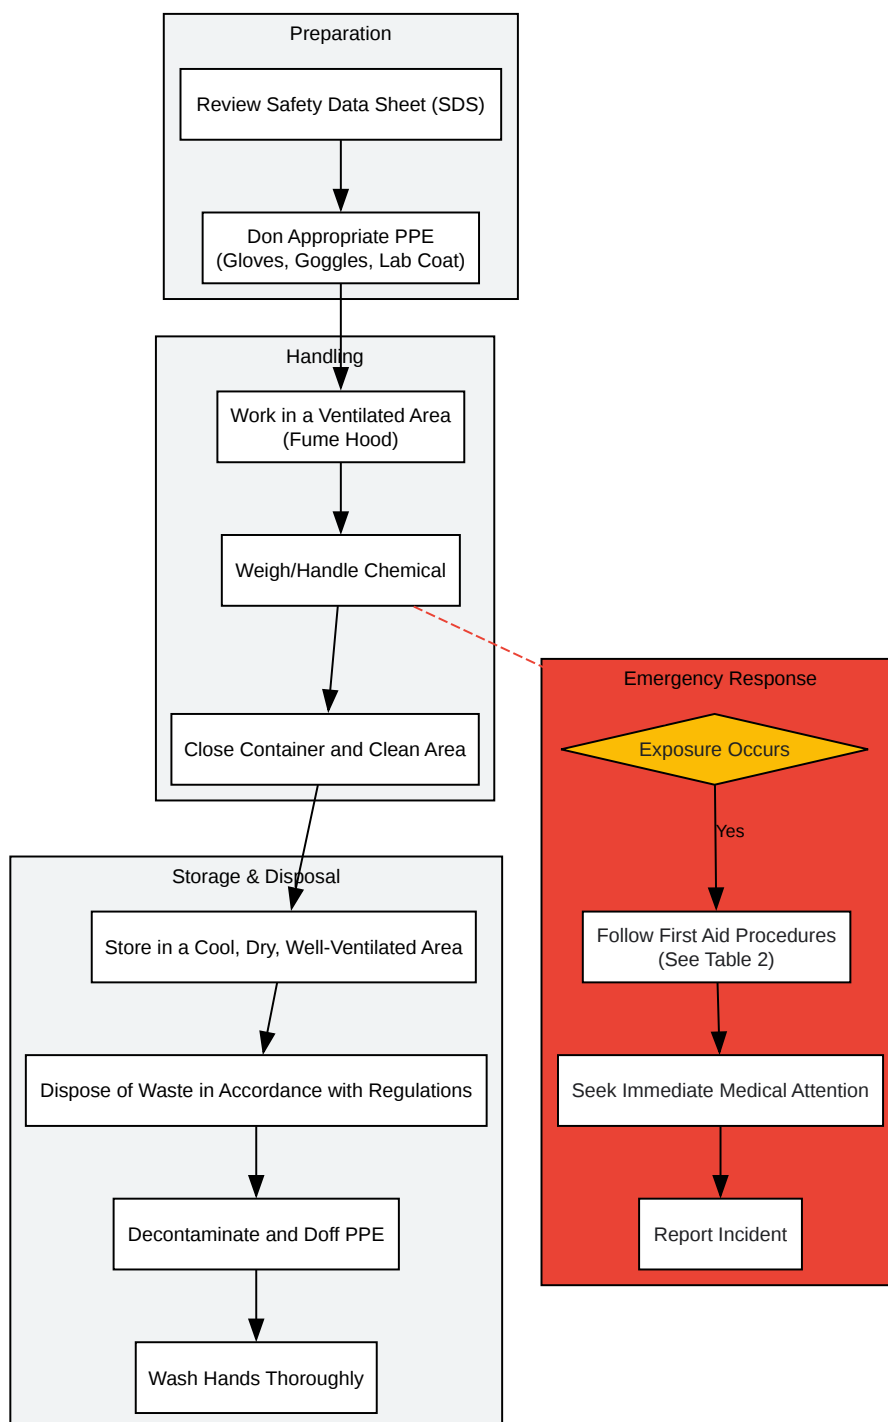 Preparation
Review Safety Data Sheet (SDS)
Don Appropriate PPE
(Gloves, Goggles, Lab Coat)
Handling
Work in a Ventilated Area
(Fume Hood)
Weigh/Handle Chemical
Close Container and Clean Area
Storage & Disposal
Store in a Cool, Dry, Well-Ventilated Area
Dispose of Waste in Accordance with Regulations
Decontaminate and Doff PPE
Wash Hands Thoroughly
Emergency Response
Exposure Occurs
Yes
Follow First Aid Procedures
(See Table 2)
Seek Immediate Medical Attention
Report Incident